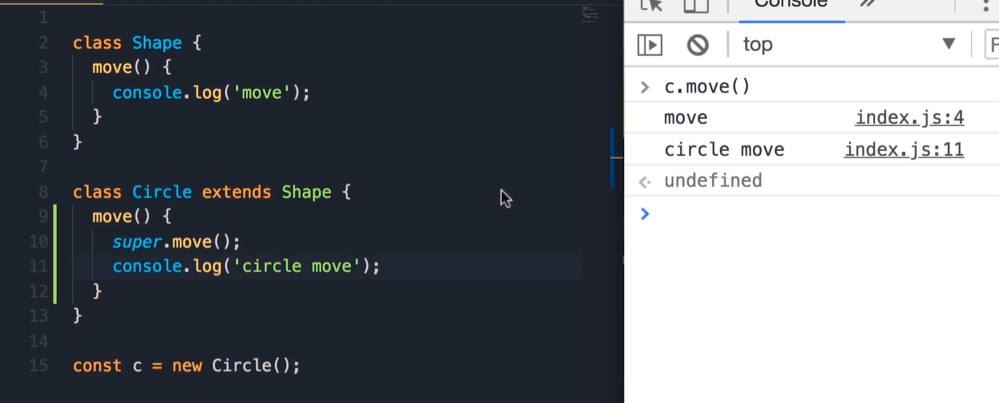 1
2 class Shape {
3   move() {
4     console.log('move');
5   }
6 }
7
8 class Circle extends Shape {
9   move() {
10     super.move();
11     console.log('circle move');
12   }
13 }
14
15 const c = new Circle();
Console »
top ▼
> c.move()
move index.js:4
circle move index.js:11
undefined
>